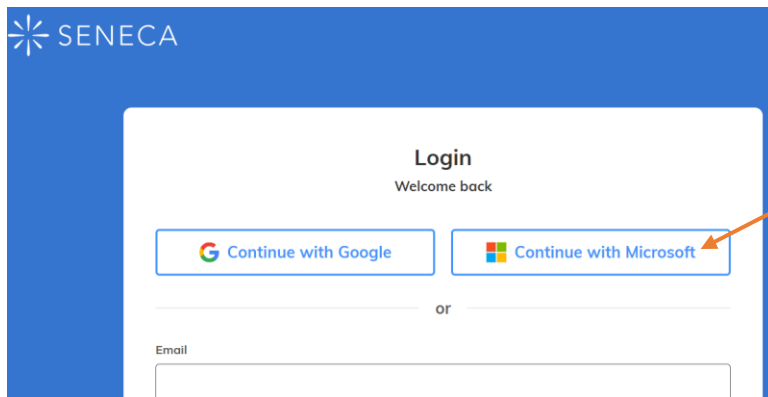 SENECA
Login
Welcome back
Continue with Google
Continue with Microsoft
or
Email